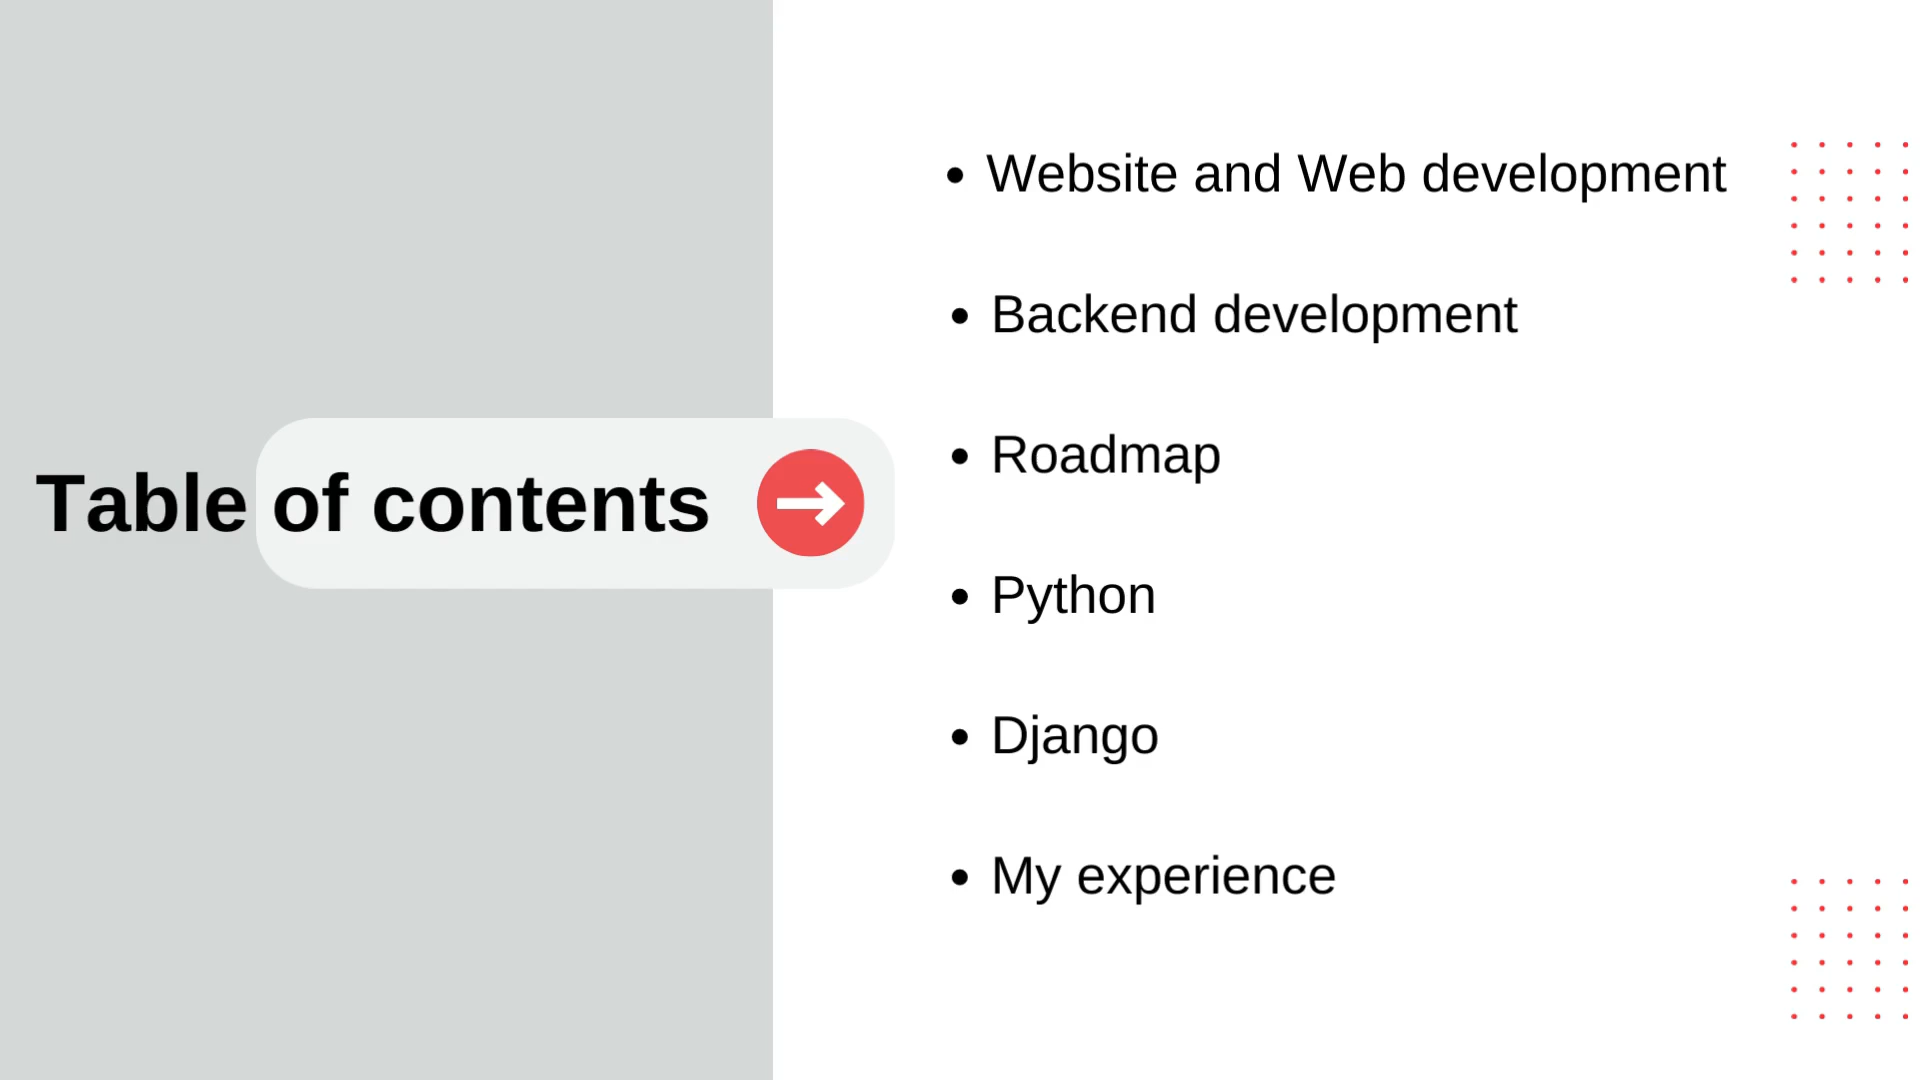 Table of contents
Website and Web development
Backend development
Roadmap
Python
Django
My experience